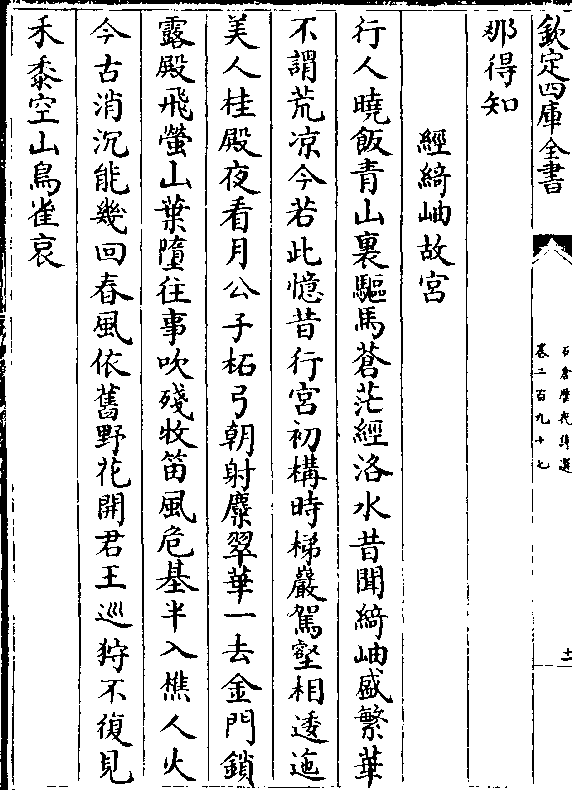 欽定四庫全書
石倉歷代詩選
卷二百九十七
十一
那得知
經綺岫故宮
行人曉飯青山裏驅馬蒼茫經洛水昔聞綺岫盛繁華
不謂荒凉今若此憶昔行宮初構時梯巖駕壑相逶迤
美人桂殿夜看月公子柘弓朝射麋翠華一去金門鎖
露殿飛螢山葉墮往事吹殘牧笛風危基半入樵人火
今古消沉能幾回春風依舊野花開君王巡狩不復見
禾黍空山鳥雀哀